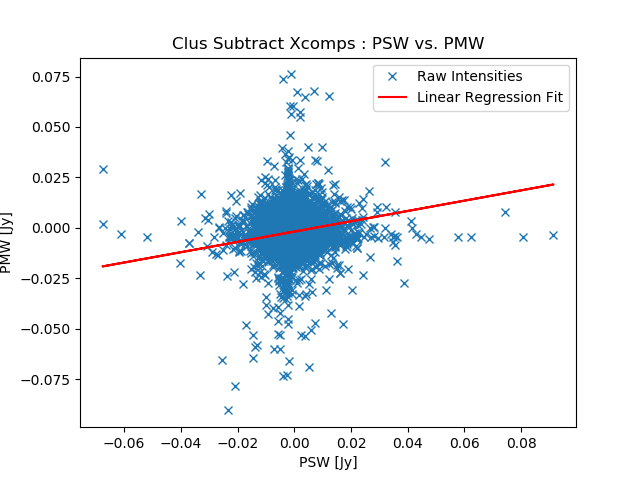 Clus Subtract Xcomps : PSW vs. PMW
Raw Intensities
Linear Regression Fit
PMW [Jy]
0.075
0.050
0.025
0.000
−0.025
−0.050
−0.075
−0.06 −0.04 −0.02 0.00 0.02 0.04 0.06 0.08
PSW [Jy]